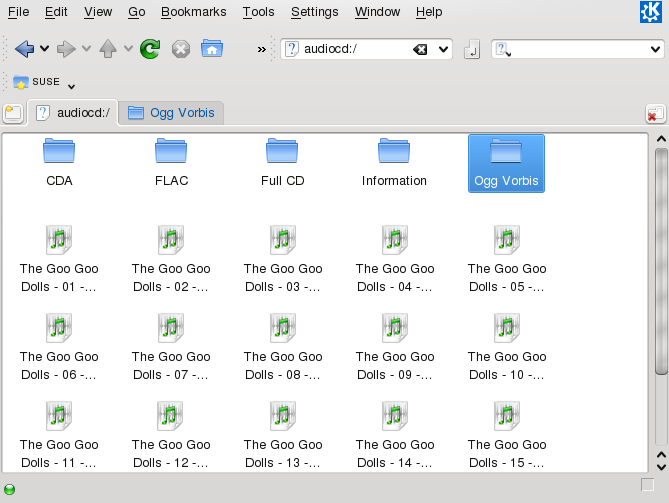 File Edit View Go Bookmarks Tools Settings Window Help
» audiocd:/
SUSE
audiocd:/ Ogg Vorbis
CDA FLAC Full CD Information Ogg Vorbis
The Goo Goo The Goo Goo The Goo Goo The Goo Goo The Goo Goo
Dolls - 01 -... Dolls - 02 -... Dolls - 03 -... Dolls - 04 -... Dolls - 05 -...
The Goo Goo The Goo Goo The Goo Goo The Goo Goo The Goo Goo
Dolls - 06 -... Dolls - 07 -... Dolls - 08 -... Dolls - 09 -... Dolls - 10 -...
The Goo Goo The Goo Goo The Goo Goo The Goo Goo The Goo Goo
Dolls - 11 -... Dolls - 12 -... Dolls - 13 -... Dolls - 14 -... Dolls - 15 -...